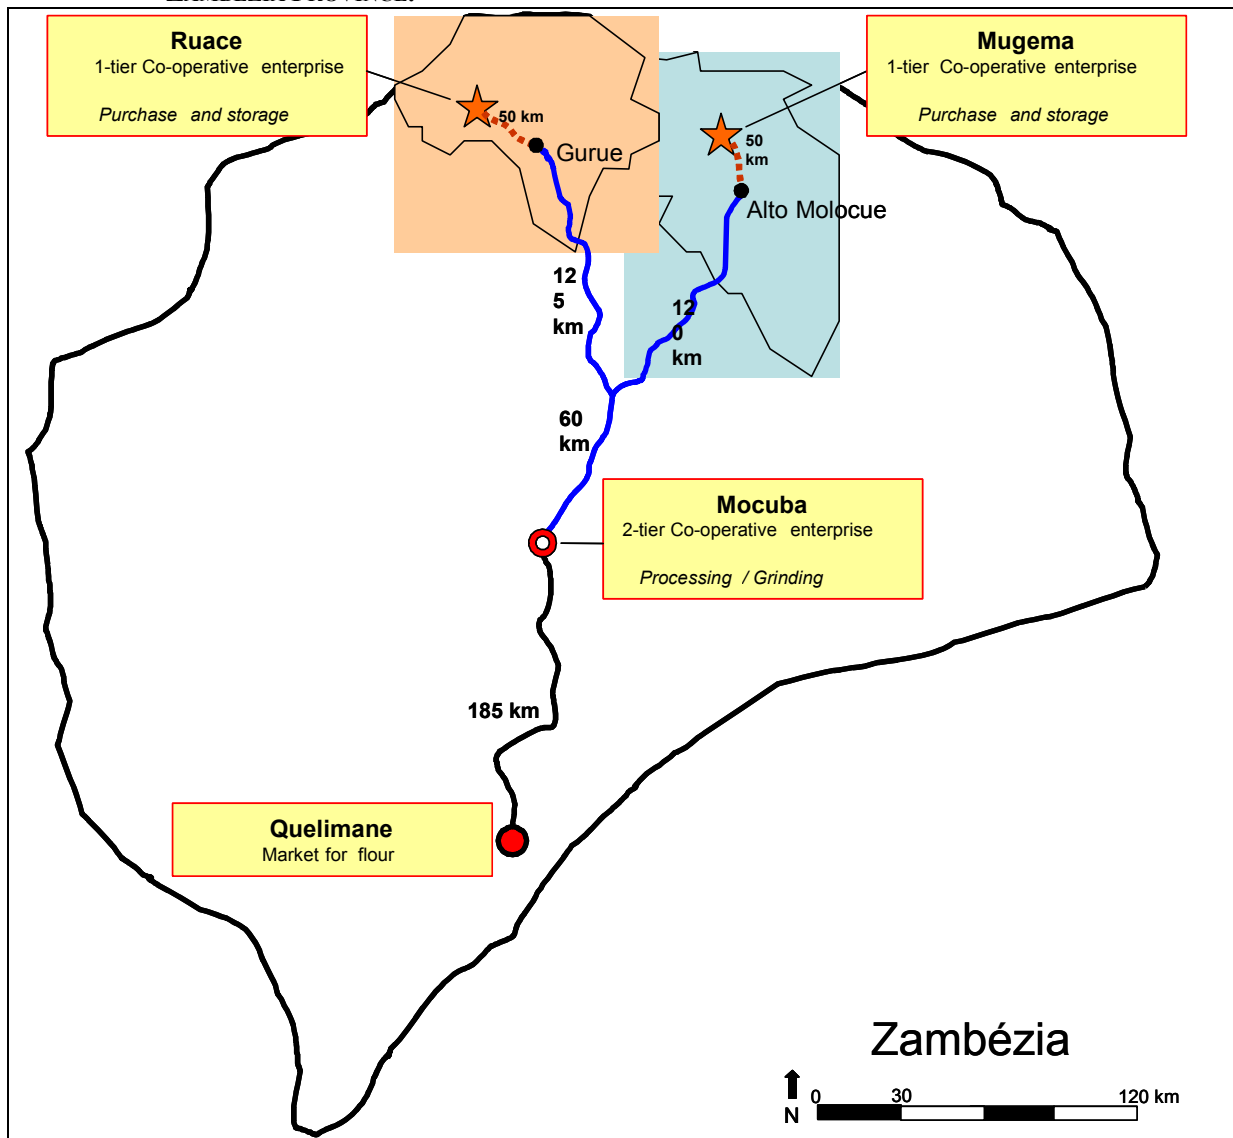 ZAMBÉZIA PROVINCE.
Ruace
1-tier Co-operative enterprise
Purchase and storage
Mugema
1-tier Co-operative enterprise
Purchase and storage
50 km
Gurue
50
km
Alto Molocue
12
5
km
12
0
km
60
km
Mocuba
2-tier Co-operative enterprise
Processing / Grinding
185 km
Quelimane
Market for flour
Zambézia
N
0 30 120 km